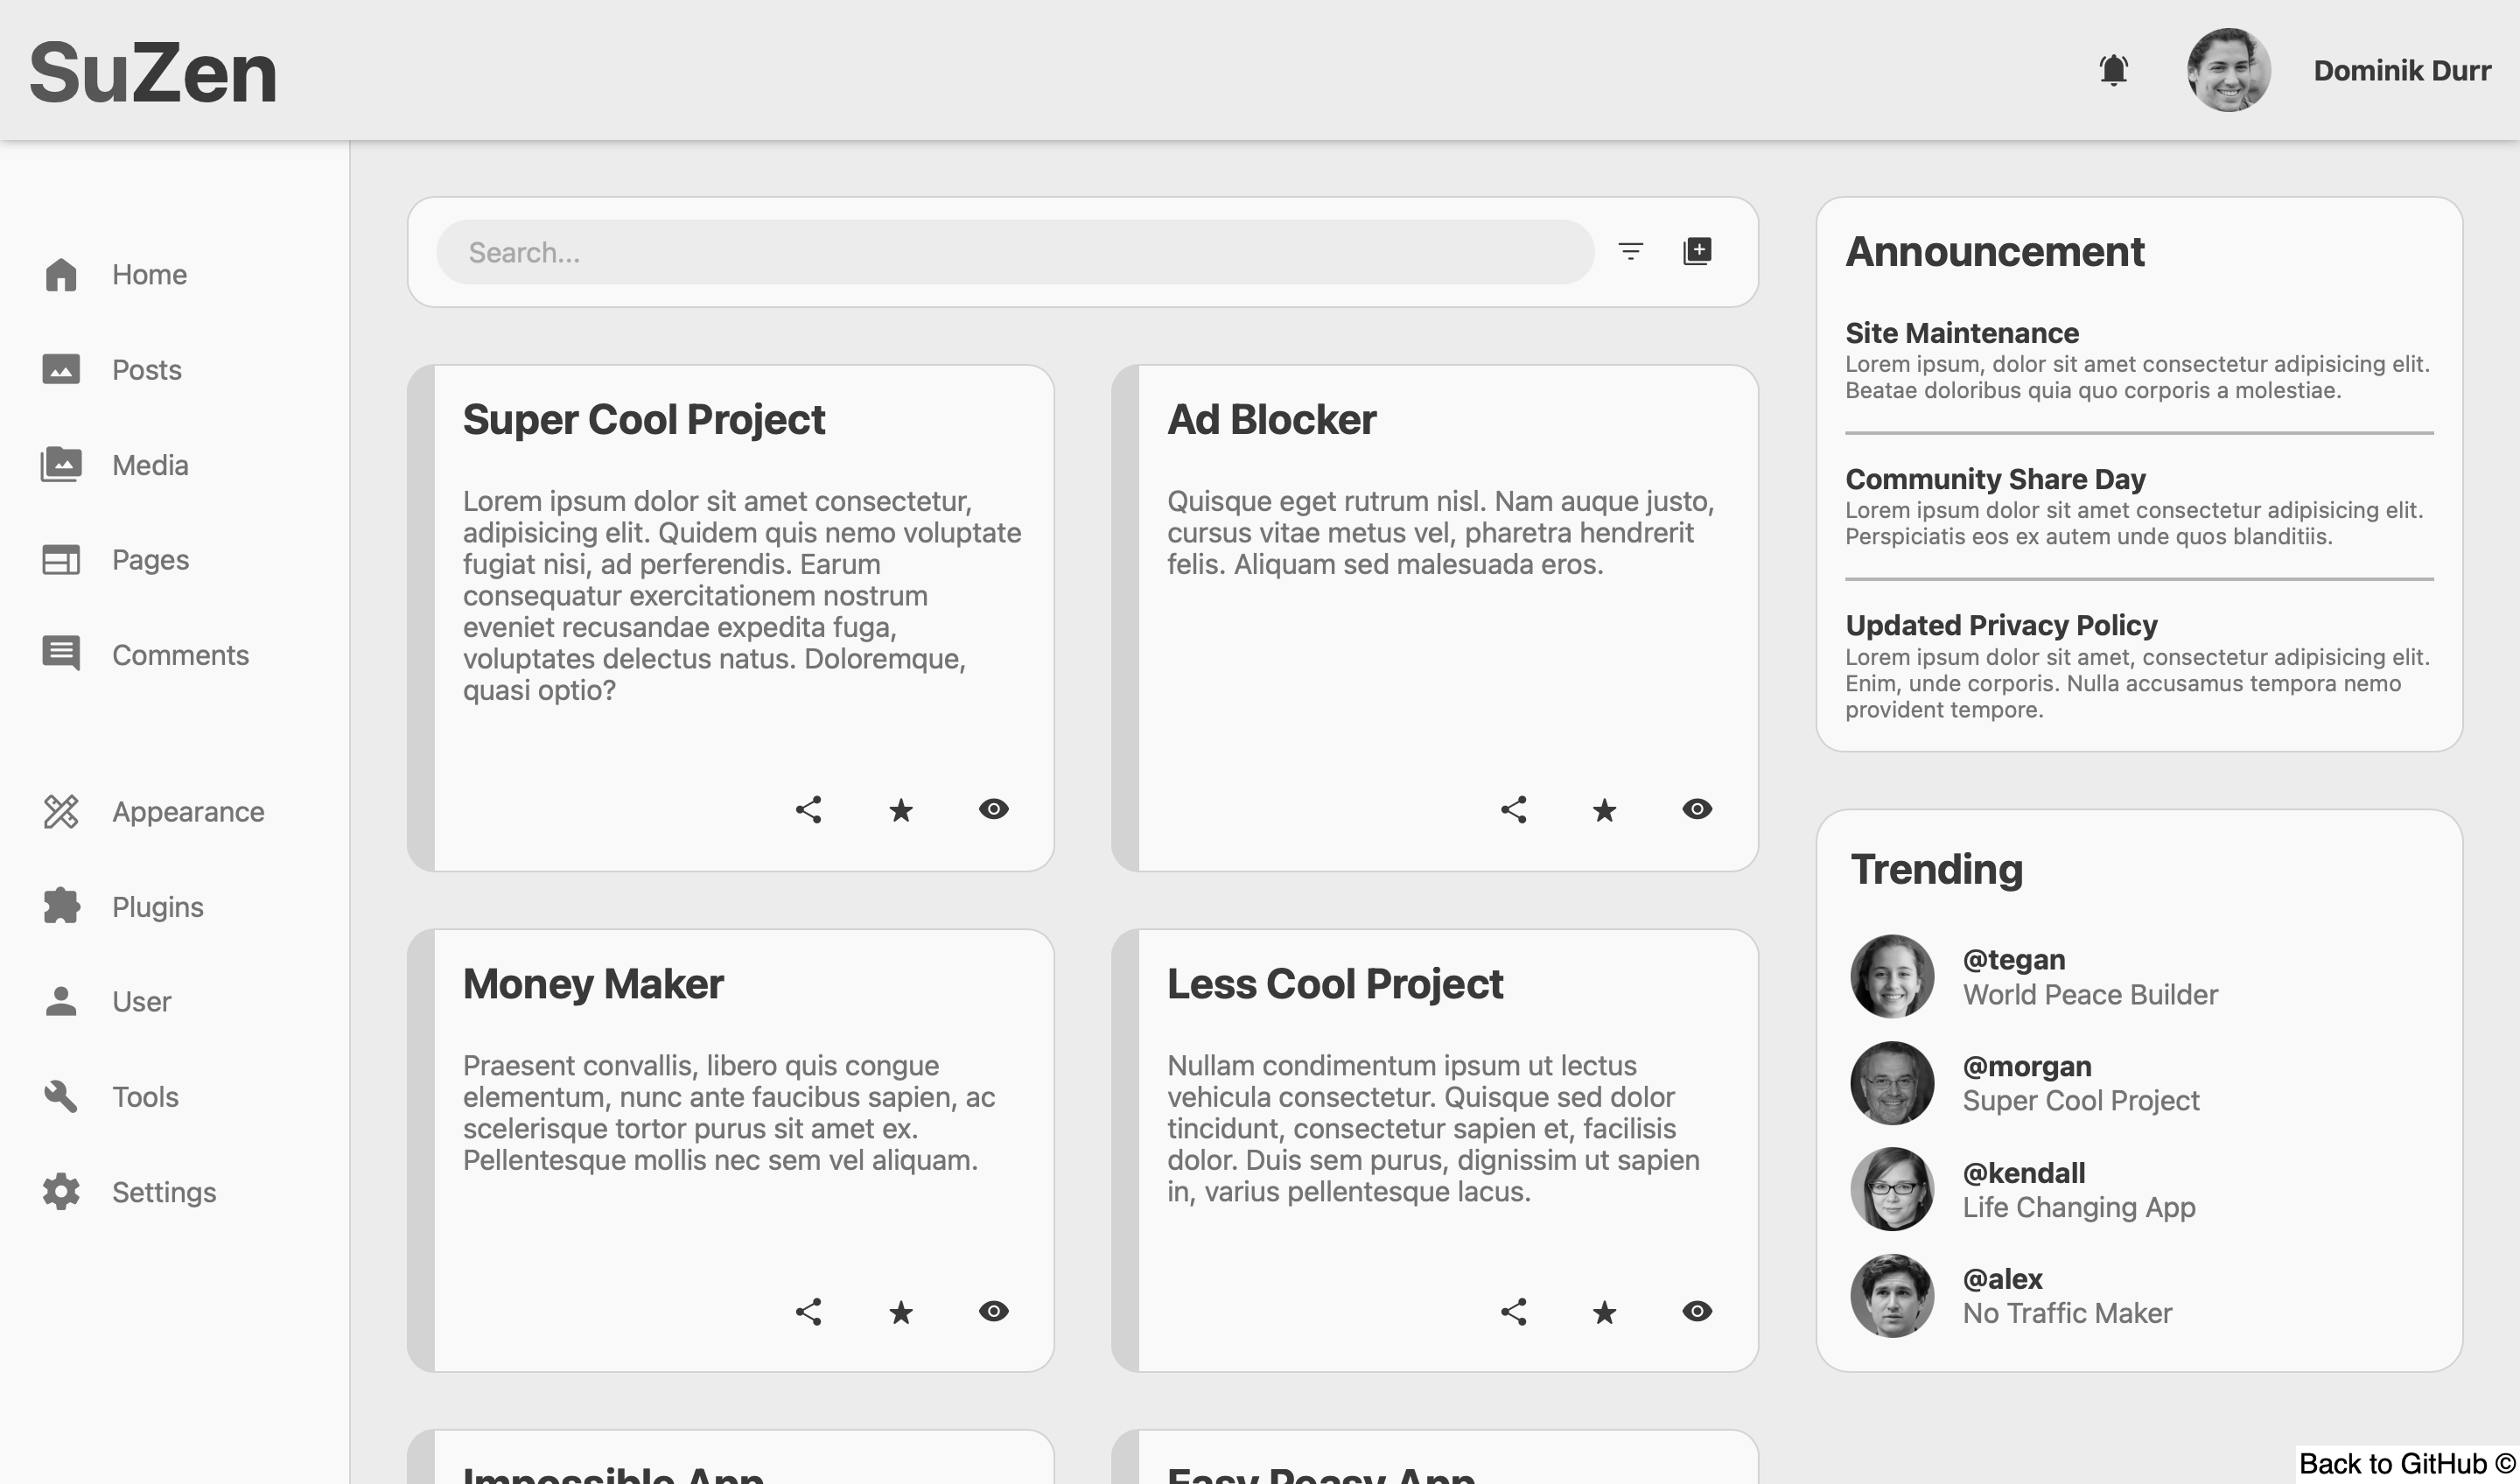 SuZen
Dominik Durr
Home
Posts
Media
Pages
Comments
Appearance
Plugins
User
Tools
Settings
Search...
Super Cool Project
Lorem ipsum dolor sit amet consectetur,
adipisicing elit. Quidem quis nemo voluptate
fugiat nisi, ad perferendis. Earum
consequatur exercitationem nostrum
eveniet recusandae expedita fuga,
voluptates delectus natus. Doloremque,
quasi optio?
Ad Blocker
Quisque eget rutrum nisl. Nam auque justo,
cursus vitae metus vel, pharetra hendrerit
felis. Aliquam sed malesuada eros.
Money Maker
Praesent convallis, libero quis congue
elementum, nunc ante faucibus sapien, ac
scelerisque tortor purus sit amet ex.
Pellentesque mollis nec sem vel aliquam.
Less Cool Project
Nullam condimentum ipsum ut lectus
vehicula consectetur. Quisque sed dolor
tincidunt, consectetur sapien et, facilisis
dolor. Duis sem purus, dignissim ut sapien
in, varius pellentesque lacus.
Impossible App
Easy Peasy App
Announcement
Site Maintenance
Lorem ipsum, dolor sit amet consectetur adipisicing elit.
Beatae doloribus quia quo corporis a molestiae.
Community Share Day
Lorem ipsum dolor sit amet consectetur adipisicing elit.
Perspiciatis eos ex autem unde quos blanditiis.
Updated Privacy Policy
Lorem ipsum dolor sit amet, consectetur adipisicing elit.
Enim, unde corporis. Nulla accusamus tempora nemo
provident tempore.
Trending
@tegan
World Peace Builder
@morgan
Super Cool Project
@kendall
Life Changing App
@alex
No Traffic Maker
Back to GitHub ©